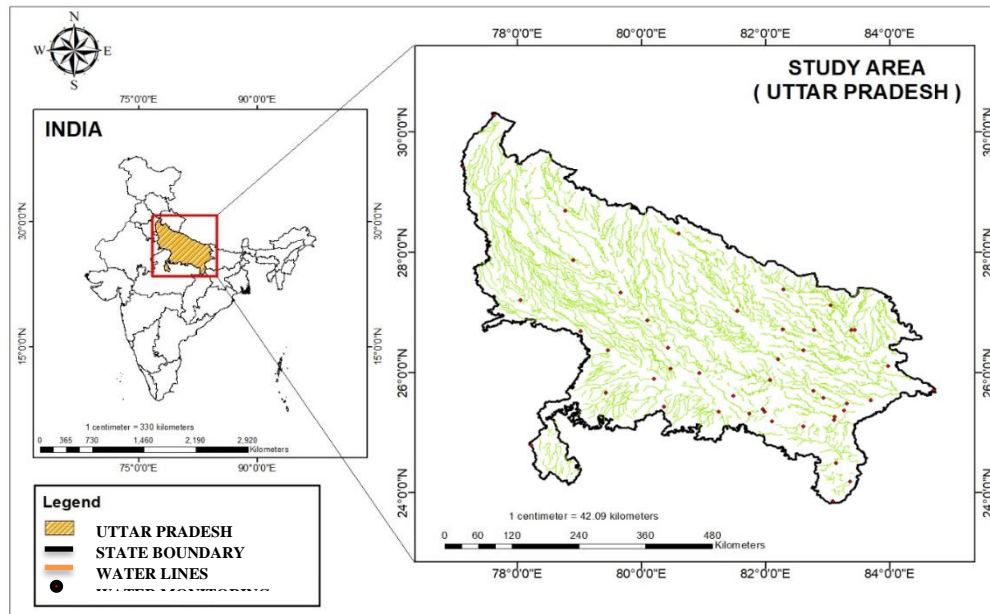 N
W E
S
75°0'0"E 90°0'0"E
INDIA
30°0'0"N
15°0'0"N
30°0'0"N
15°0'0"N
1 centimeter = 330 kilometers
0 365 730 1,460 2,190 2,920
Kilometers
75°0'0"E 90°0'0"E
Legend
UTTAR PRADESH
STATE BOUNDARY
WATER LINES
WATER MONITORING
78°0'0"E 80°0'0"E 82°0'0"E 84°0'0"E
STUDY AREA
( UTTAR PRADESH )
30°0'0"N
28°0'0"N
26°0'0"N
24°0'0"N
30°0'0"N
28°0'0"N
26°0'0"N
24°0'0"N
1 centimeter = 42.09 kilometers
0 60 120 240 360 480
Kilometers
78°0'0"E 80°0'0"E 82°0'0"E 84°0'0"E